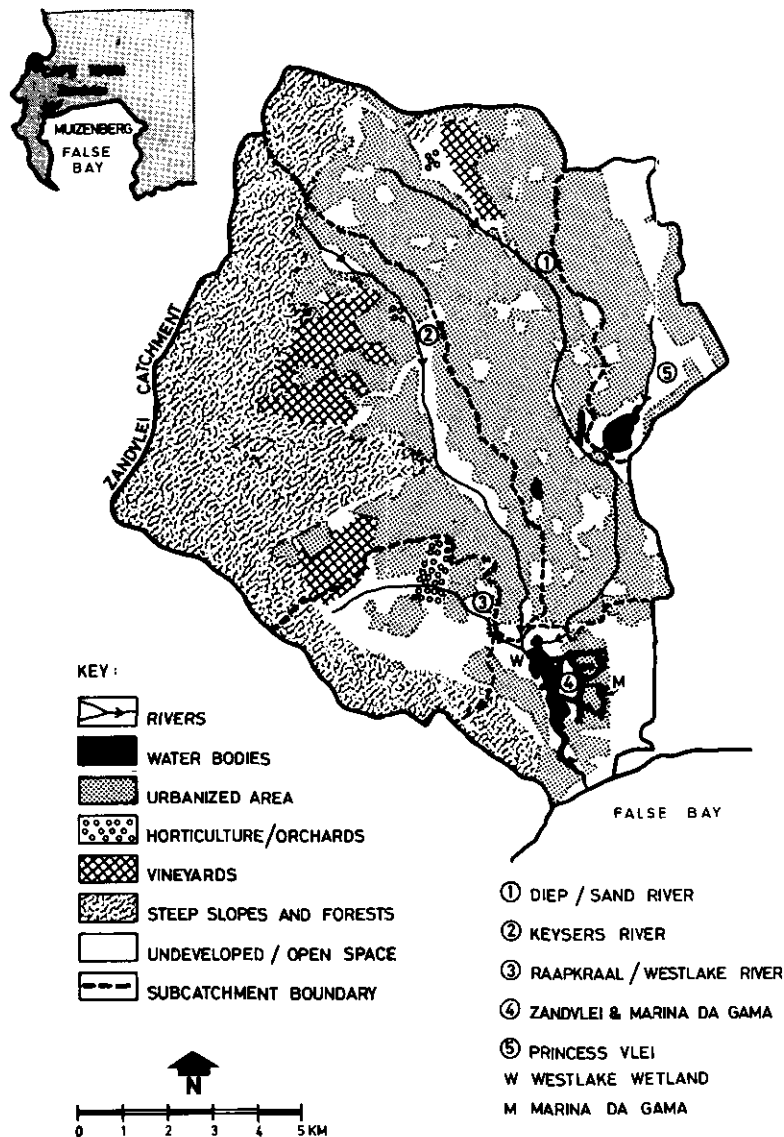 CAPE TOWN
MUIZENBERG
FALSE
BAY
ZANDVLEI CATCHMENT
1
2
5
3
W
4
M
FALSE BAY
KEY :
RIVERS
WATER BODIES
URBANIZED AREA
HORTICULTURE/ORCHARDS
VINEYARDS
STEEP SLOPES AND FORESTS
UNDEVELOPED / OPEN SPACE
SUBCATCHMENT BOUNDARY
N
0 1 2 3 4 5 KM
① DIEP / SAND RIVER
② KEYSERS RIVER
③ RAAPKRAAL / WESTLAKE RIVER
④ ZANDVLEI & MARINA DA GAMA
⑤ PRINCESS VLEI
W WESTLAKE WETLAND
M MARINA DA GAMA